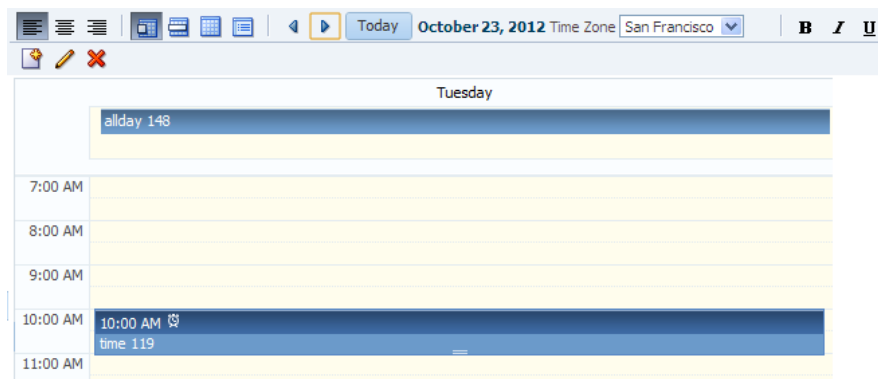 Today October 23, 2012 Time Zone San Francisco B I U
Tuesday
allday 148
7:00 AM
8:00 AM
9:00 AM
10:00 AM 10:00 AM
time 119
11:00 AM